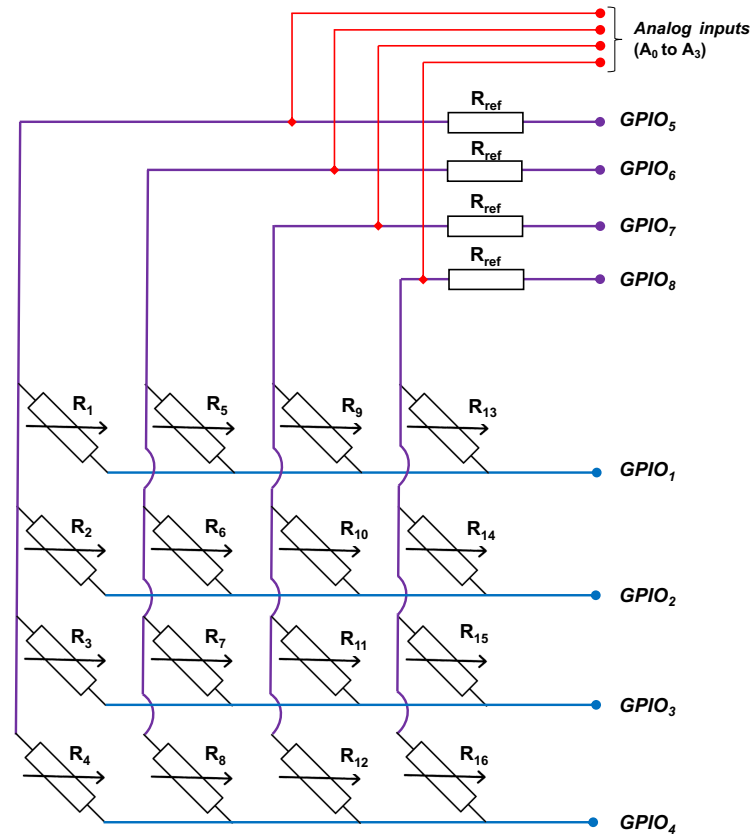 Analog inputs
(A0 to A3)
Rref
GPIO5
Rref
GPIO6
Rref
GPIO7
Rref
GPIO8
R1 R5 R9 R13
GPIO1
R2 R6 R10 R14
GPIO2
R3 R7 R11 R15
GPIO3
R4 R8 R12 R16
GPIO4